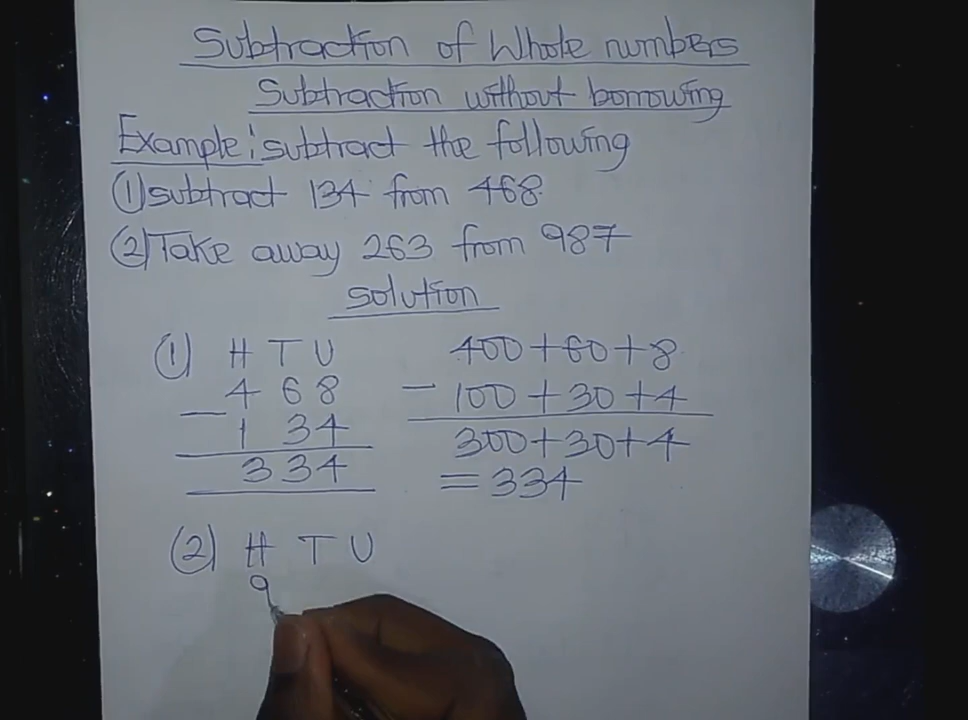 Subtraction of Whole numbers
Subtraction without borrowing
Example: subtract the following
(1) subtract 134 from 468
(2) Take away 263 from 987
solution
(1) H T U
4 6 8
— 1 3 4
3 3 4
400 + 60 + 8
— 100 + 30 + 4
300 + 30 + 4
= 334
(2) H T U
9